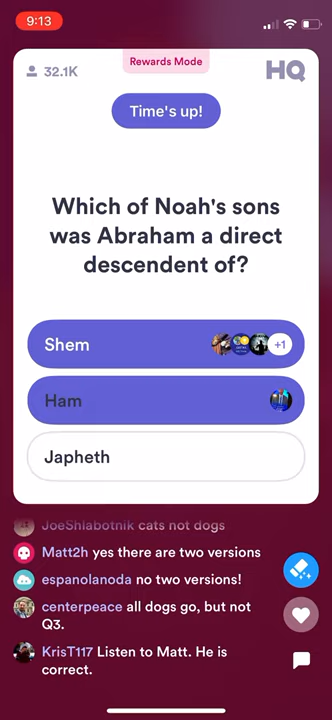 9:13
32.1K
Rewards Mode
HQ
Time's up!
Which of Noah's sons
was Abraham a direct
descendent of?
Shem
+1
Ham
Japheth
JoeShlabotnik cats not dogs
Matt2h yes there are two versions
espanolanoda no two versions!
centerpeace all dogs go, but not
Q3.
KrisT117 Listen to Matt. He is
correct.